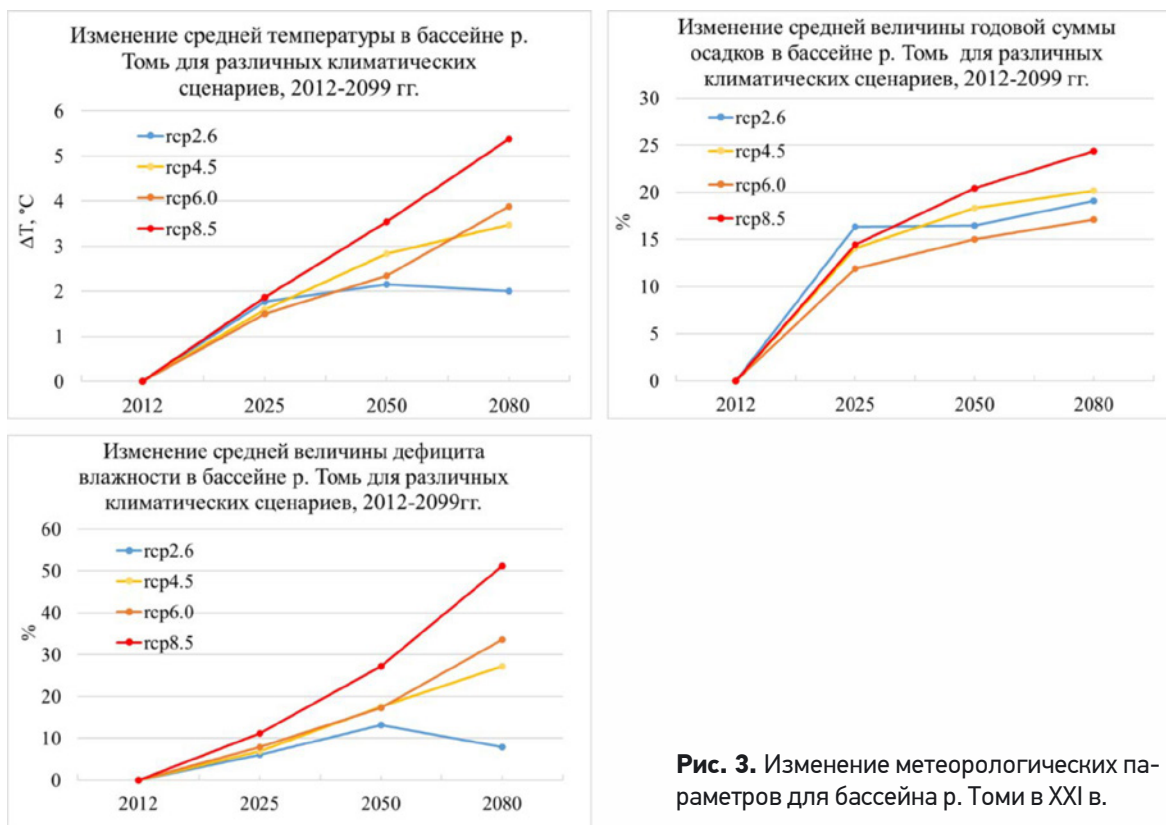 Изменение средней температуры в бассейне р.
Томь для различных климатических
сценариев, 2012-2099 гг.
6
5
4
3
2
1
0
ΔT, °C
rcp2.6
rcp4.5
rcp6.0
rcp8.5
2012 2025 2050 2080
Изменение средней величины годовой суммы
осадков в бассейне р. Томь для различных
климатических сценариев, 2012-2099 гг.
30
25
20
15
10
5
0
%
rcp2.6
rcp4.5
rcp6.0
rcp8.5
2012 2025 2050 2080
Изменение средней величины дефицита
влажности в бассейне р. Томь для различных
климатических сценариев, 2012-2099гг.
60
50
40
30
20
10
0
%
rcp2.6
rcp4.5
rcp6.0
rcp8.5
2012 2025 2050 2080
Рис. 3. Изменение метеорологических па-
раметров для бассейна р. Томи в XXI в.